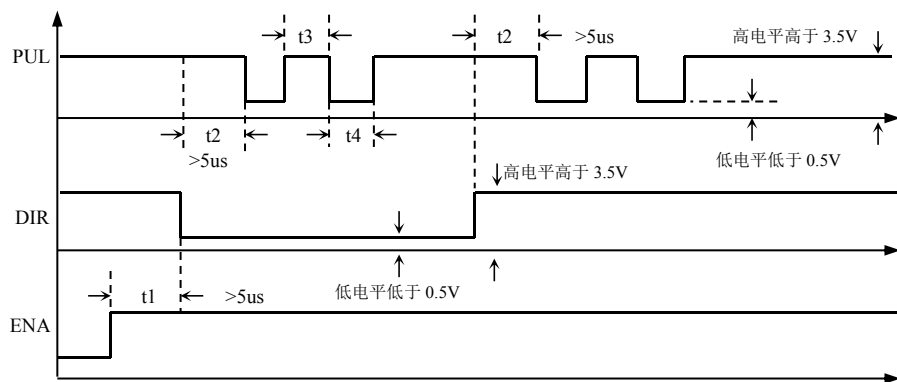 t3
t2
>5us
高电平高于 3.5V
PUL
t2
t4
>5us
低电平低于 0.5V
高电平高于 3.5V
DIR
低电平低于 0.5V
t1
>5us
ENA